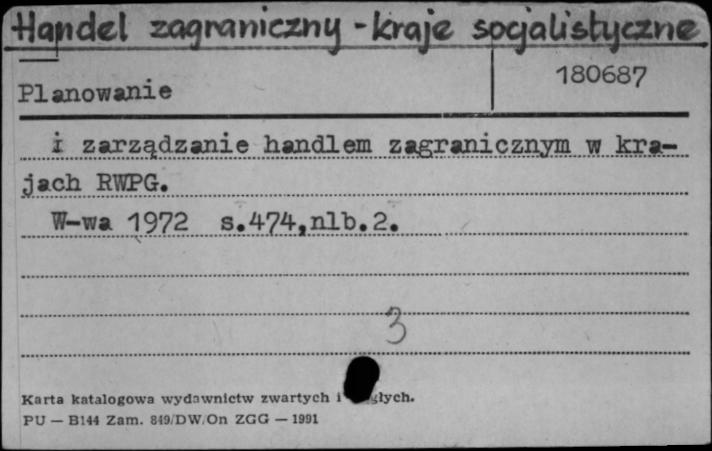 Handel zagraniczny - kraje socjalistyczne
180687
Planowanie
i zarządzanie handlem zagranicznym w kra-
jach RWPG.
W-wa 1972 s.474,nlb.2.
3
Karta katalogowa wydawnictw zwartych i
PU — B144 Zam. 849/DW/On ZGG — 1991